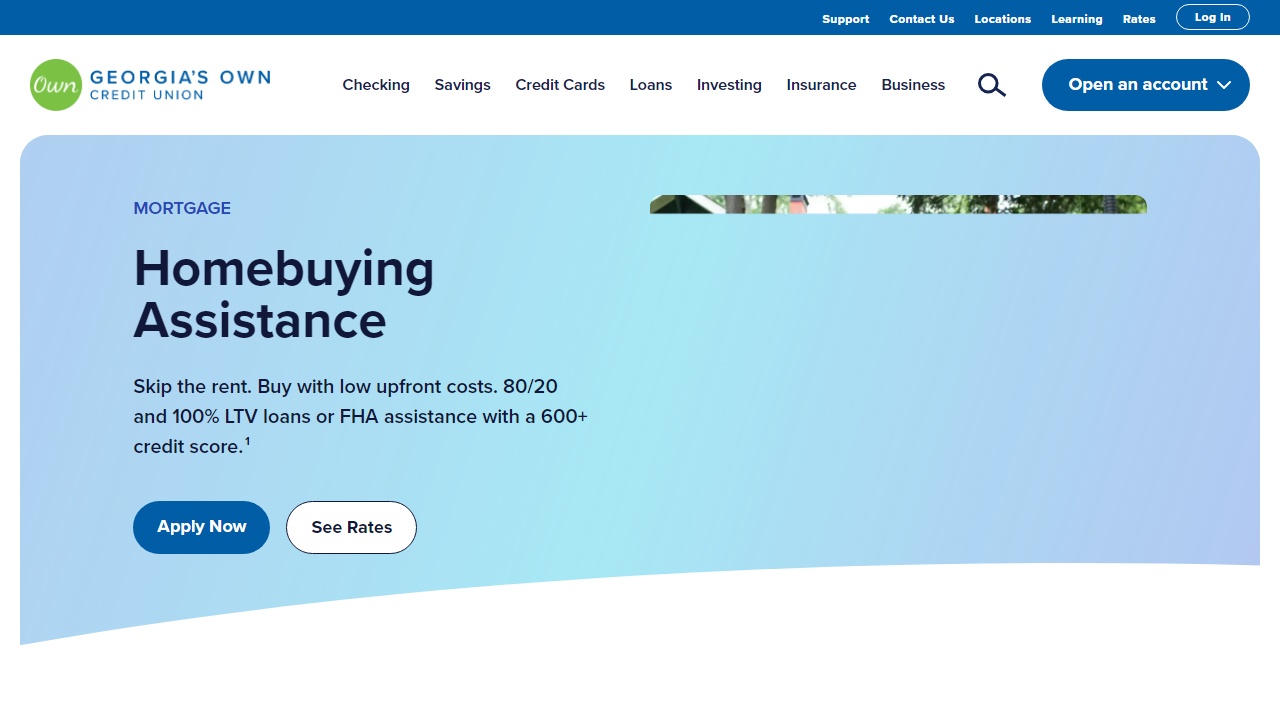 Support Contact Us Locations Learning Rates Log In
Own GEORGIA'S OWN
CREDIT UNION
Checking Savings Credit Cards Loans Investing Insurance Business Open an account
MORTGAGE
Homebuying
Assistance
Skip the rent. Buy with low upfront costs. 80/20
and 100% LTV loans or FHA assistance with a 600+
credit score.¹
Apply Now See Rates